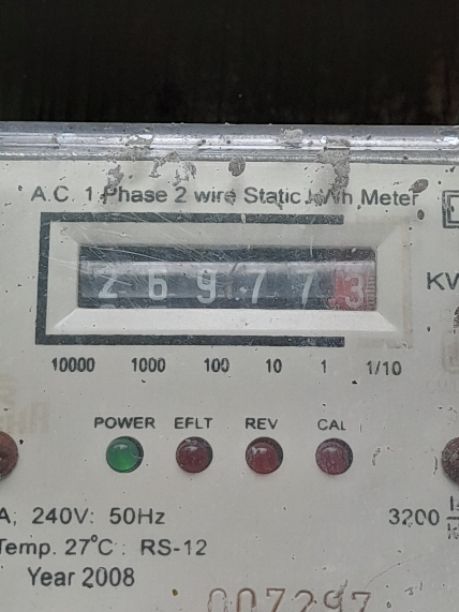 A.C. 1 Phase 2 wire Static kWh Meter
2 6 9 7 7 3
10000 1000 100 10 1 1/10
POWER EFLT REV CAL
A, 240V: 50Hz
3200
Temp. 27°C : RS-12
Year 2008
007297